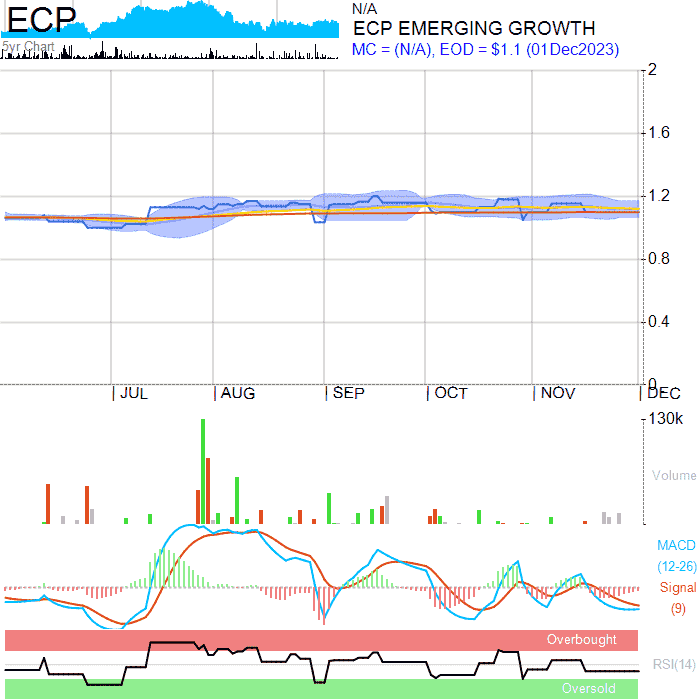 ECP
5yr Chart
N/A
ECP EMERGING GROWTH
MC = (N/A), EOD = $1.1 (01Dec2023)
2
1.6
1.2
0.8
0.4
0
JUL AUG SEP OCT NOV DEC
130k
Volume
MACD
(12-26)
Signal
(9)
Overbought
RSI(14)
Oversold